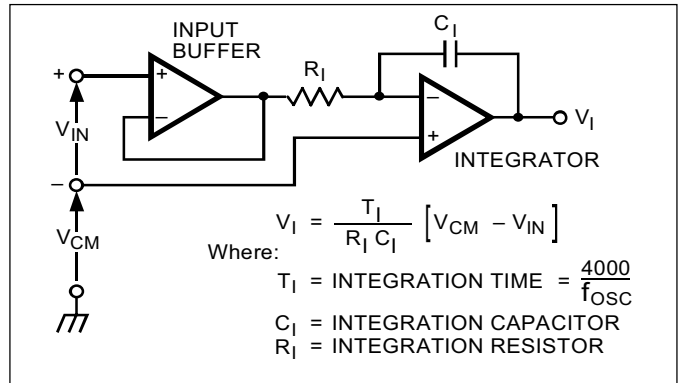 INPUT
BUFFER
C_I
R_I
+
+
−
−
+
V_I
V_IN
INTEGRATOR
−
V_CM
V_I = T_I / R_I C_I [V_CM – V_IN]
Where:
T_I = INTEGRATION TIME = 4000 / f_OSC
C_I = INTEGRATION CAPACITOR
R_I = INTEGRATION RESISTOR